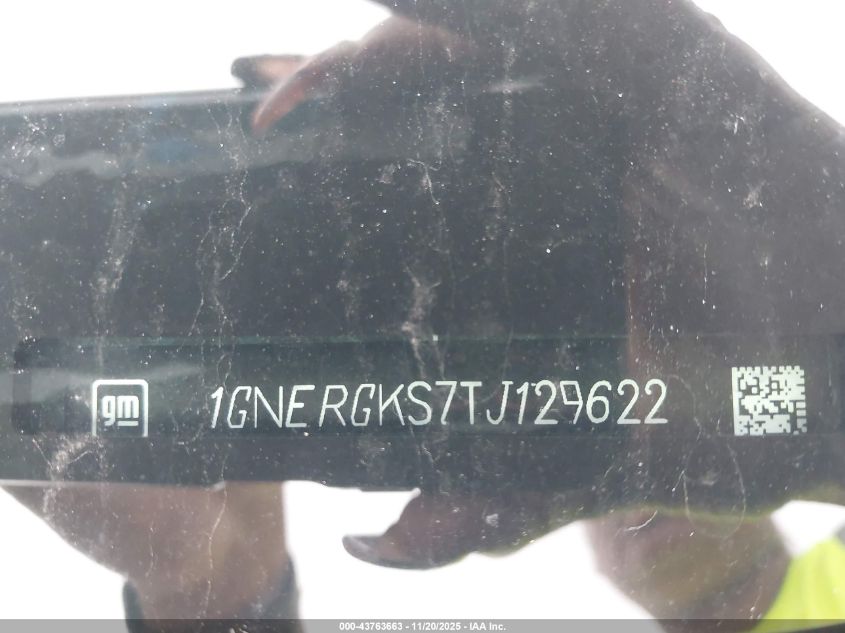 gm 1GNERGKS7TJ129622
000-43763663 - 11/20/2025 - IAA Inc.